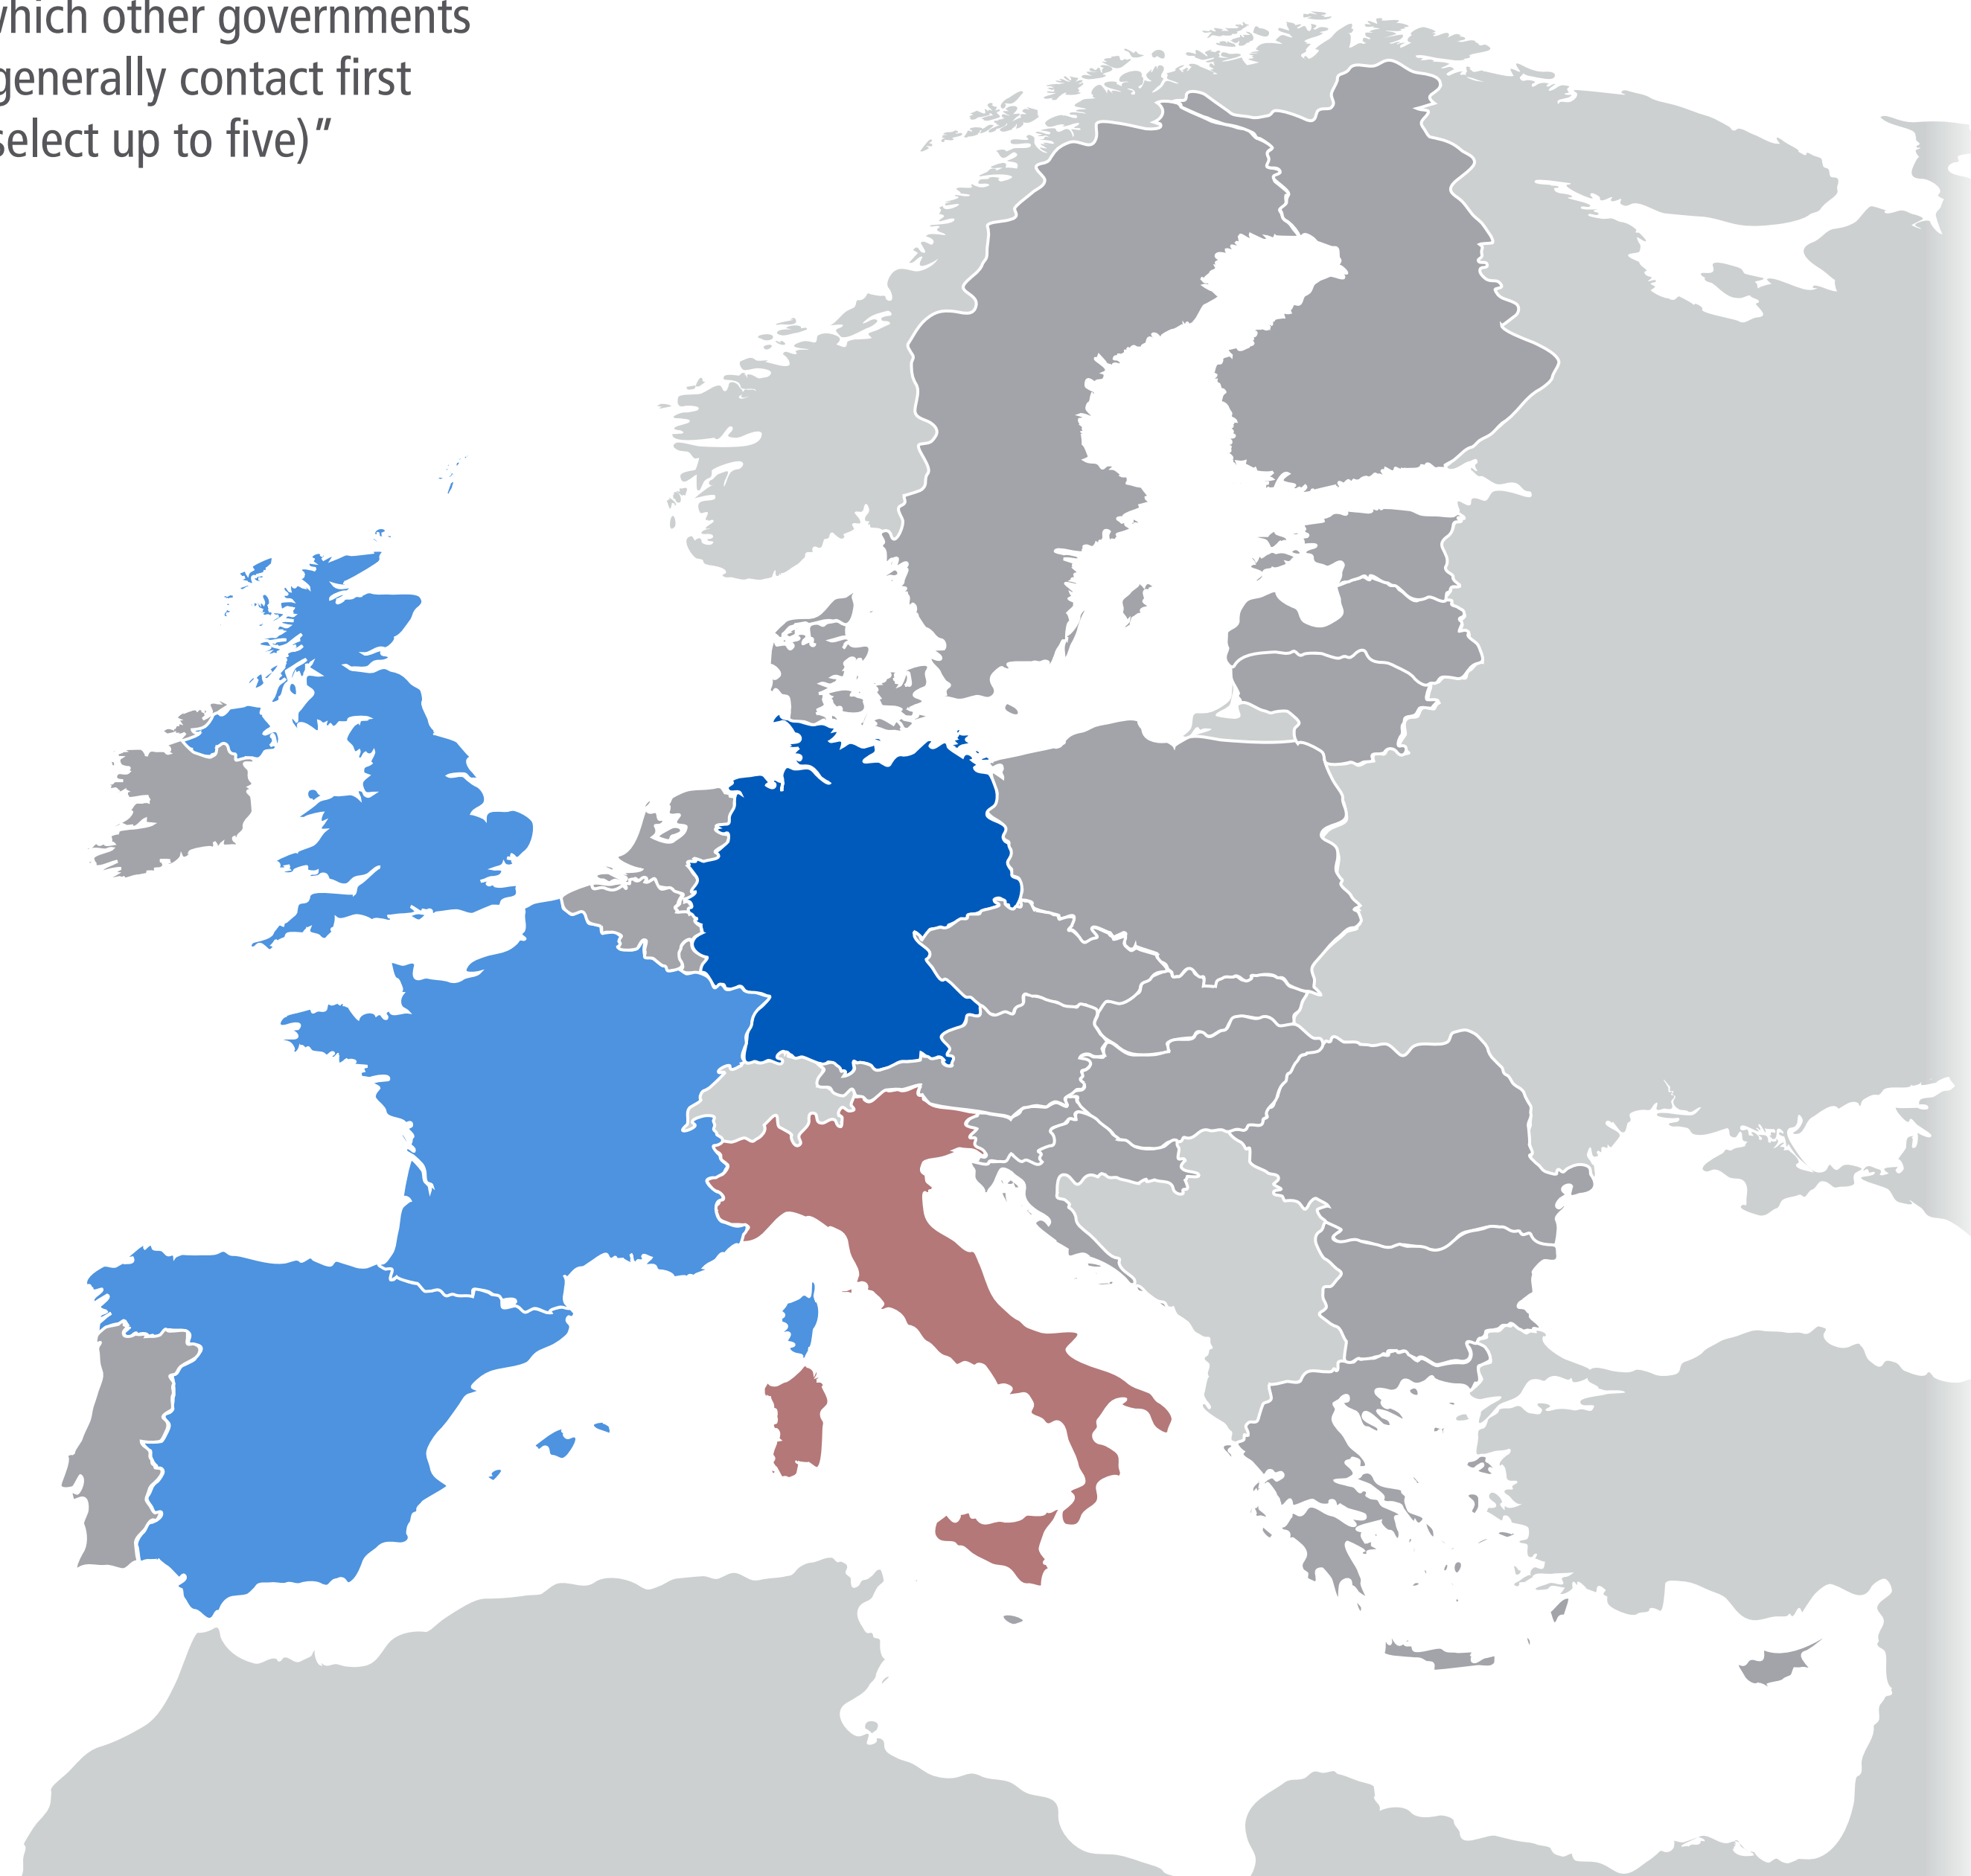 which other governments
generally contact first
select up to five)”